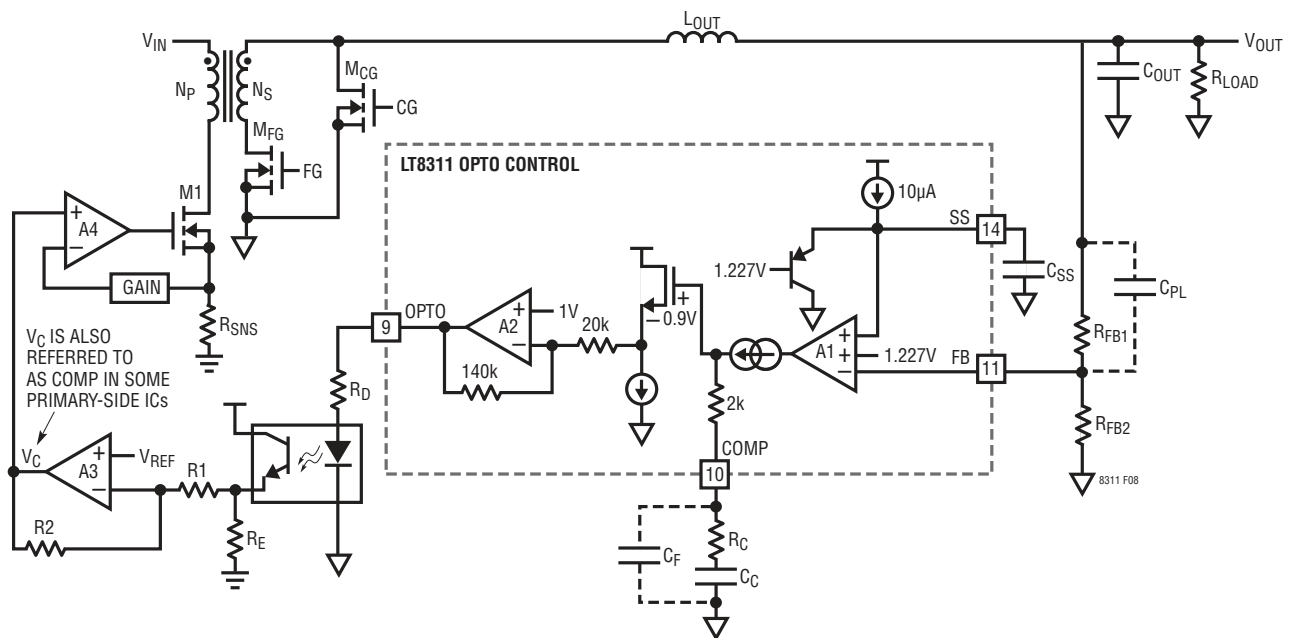 LOUT
VIN
VOUT
MCG
COUT
RLOAD
NP
NS
CG
MFG
LT8311 OPTO CONTROL
FG
M1
10µA
+
A4
−
SS
14
1.227V
CSS
CPL
GAIN
OPTO
9
+
A2
−
1V
20k
+
− 0.9V
RFB1
RSNS
A1
+
+
−
1.227V
FB
11
VC IS ALSO
REFERRED TO
AS COMP IN SOME
PRIMARY-SIDE ICs
140k
RD
2k
RFB2
COMP
VC
A3
+
−
VREF
10
8311 F08
R1
R2
RE
CF
RC
CC